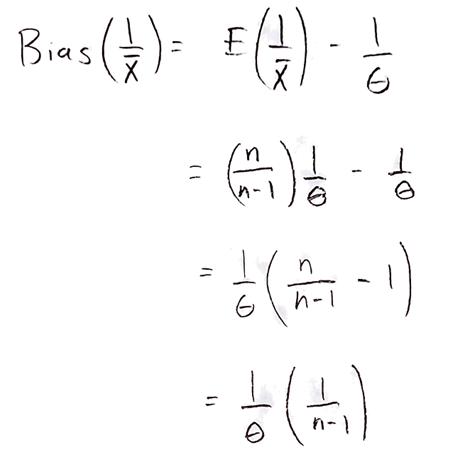 Bias(1/X̄) = E(1/X̄) - 1/θ
= (n/(n-1)) 1/θ - 1/θ
= 1/θ (n/(n-1) - 1)
= 1/θ (1/(n-1))